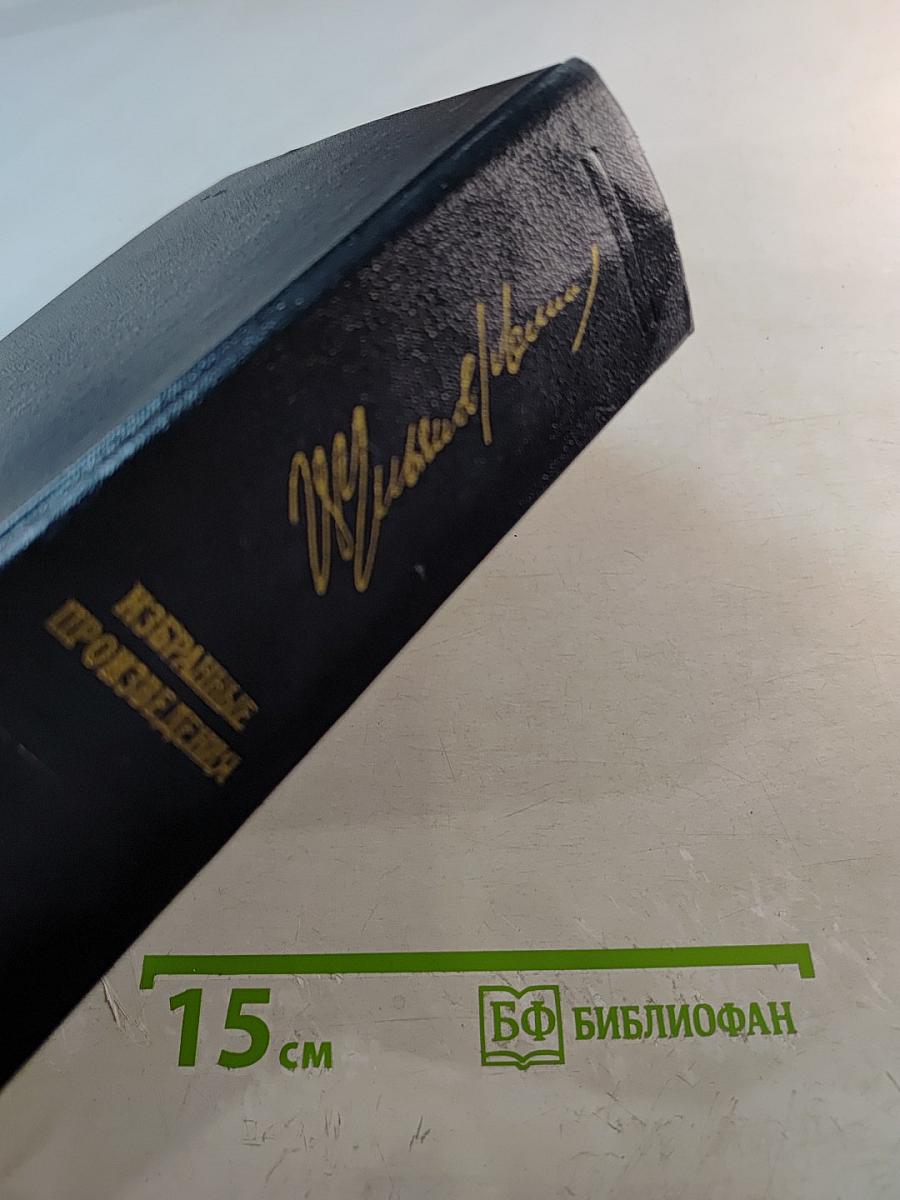 ИЗБРАННЫЕ
ПРОИЗВЕДЕНИЯ
15 см
БФ БИБЛИОФАН